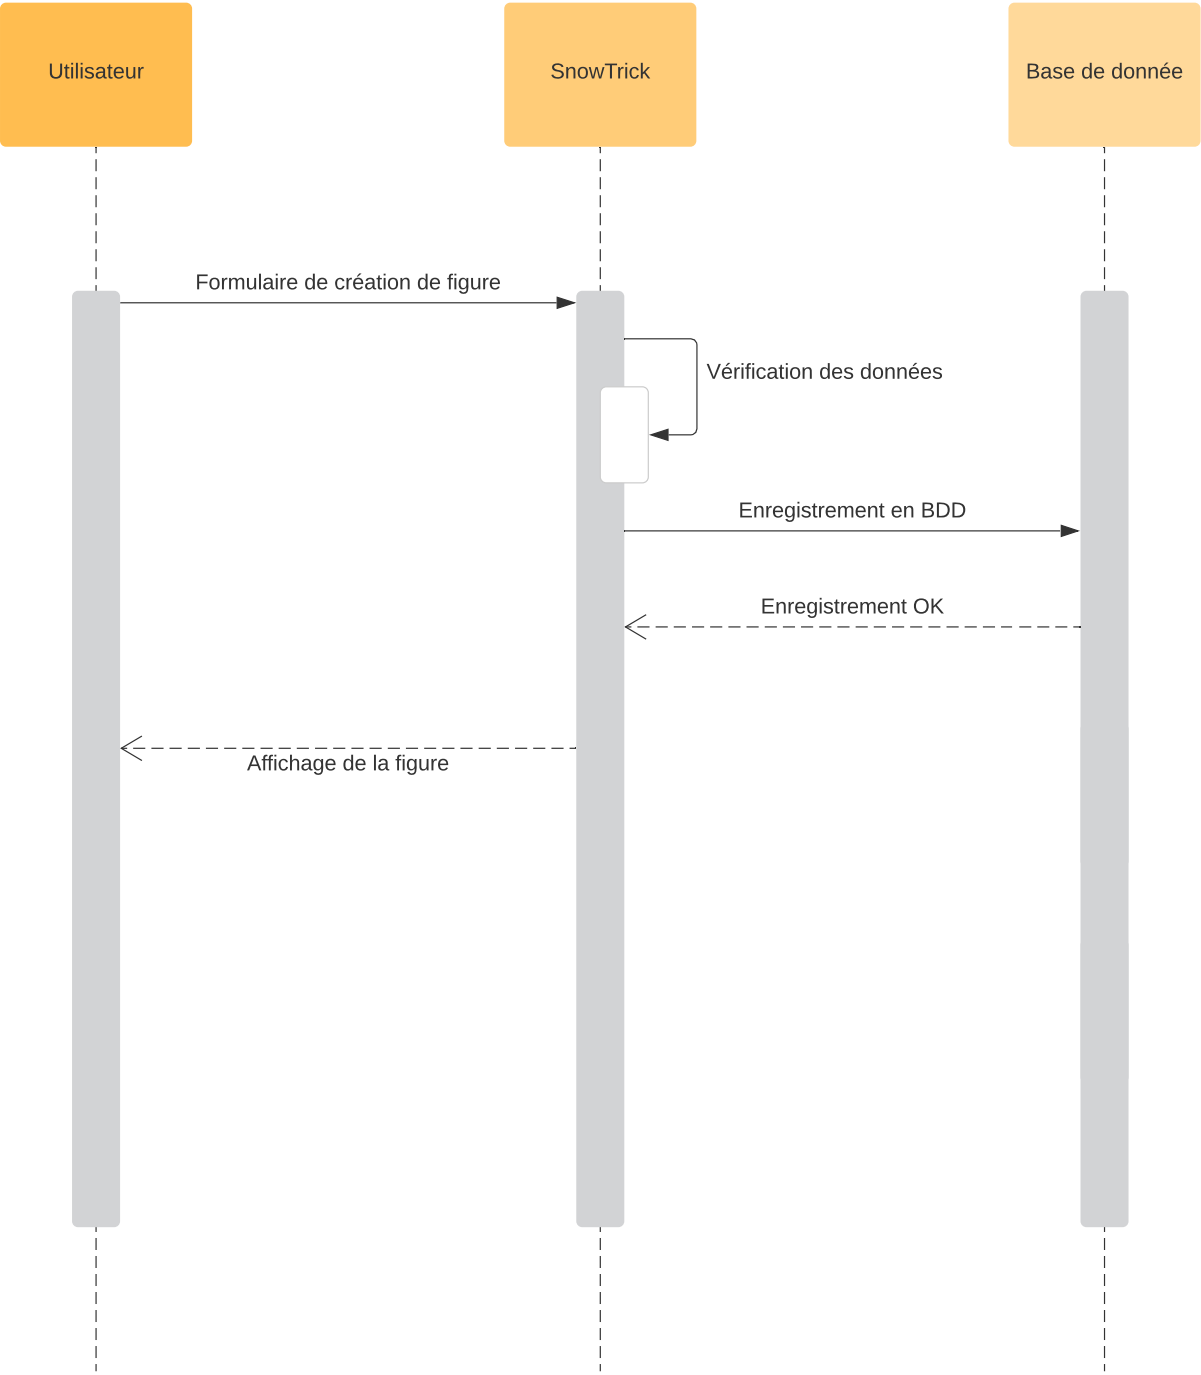 Utilisateur
SnowTrick
Base de donnée
Formulaire de création de figure
Vérification des données
Enregistrement en BDD
Enregistrement OK
Affichage de la figure